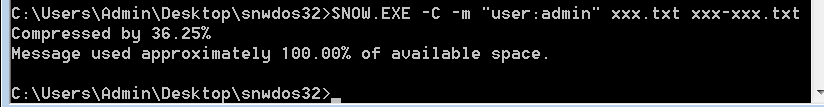 C:\Users\Admin\Desktop\snwdos32>SNOW.EXE -C -m "user:admin" xxx.txt xxx-xxx.txt
Compressed by 36.25%
Message used approximately 100.00% of available space.
C:\Users\Admin\Desktop\snwdos32>_